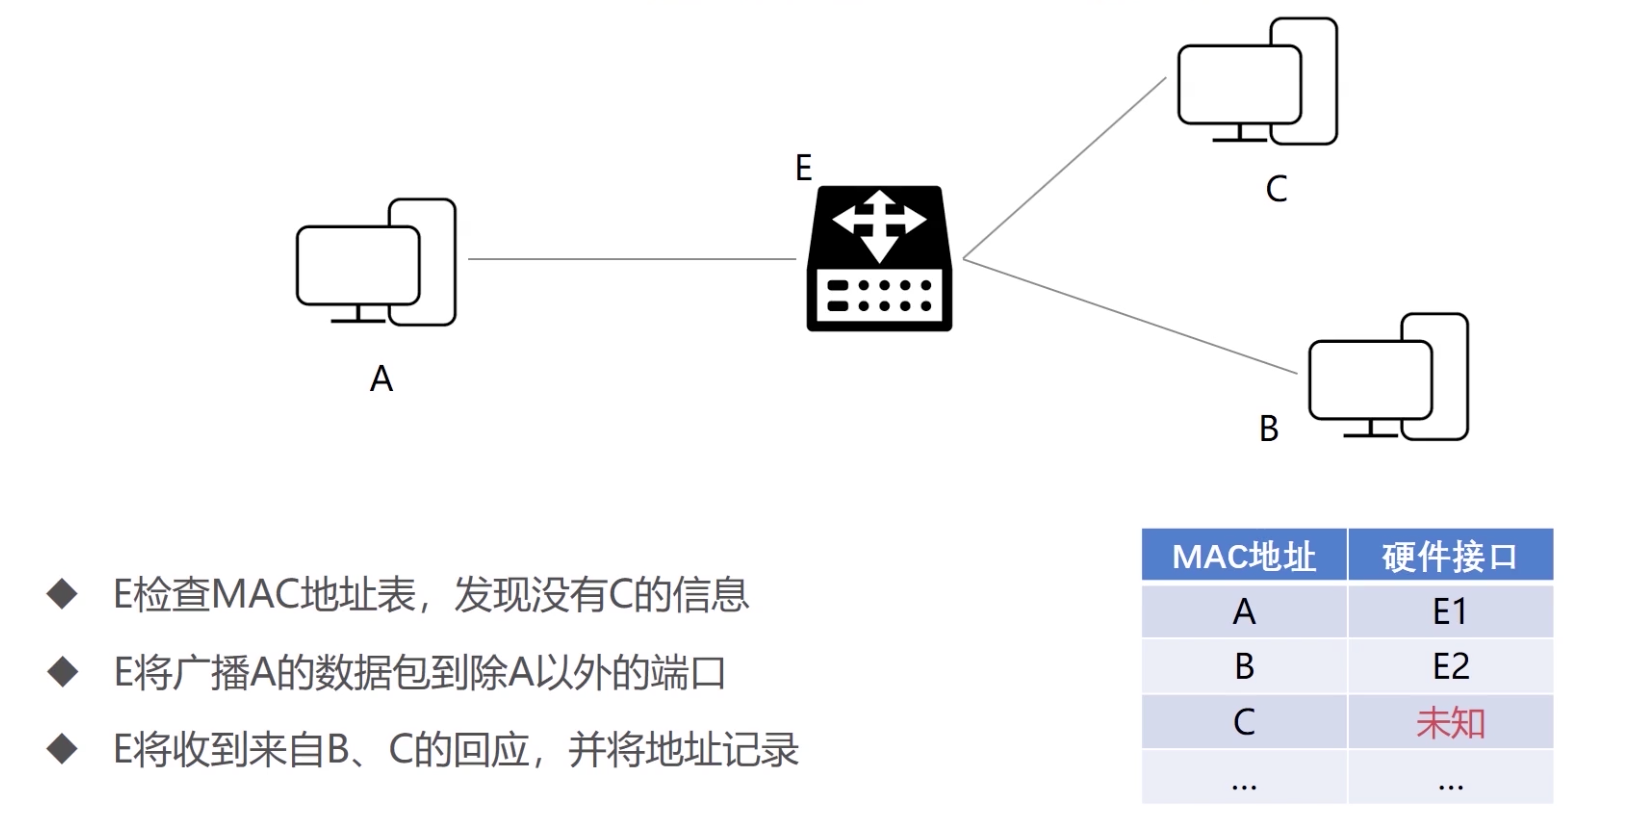 E
C
A
B
E检查MAC地址表，发现没有C的信息
E将广播A的数据包到除A以外的端口
E将收到来自B、C的回应，并将地址记录
MAC地址 硬件接口
A E1
B E2
C 未知
... ...